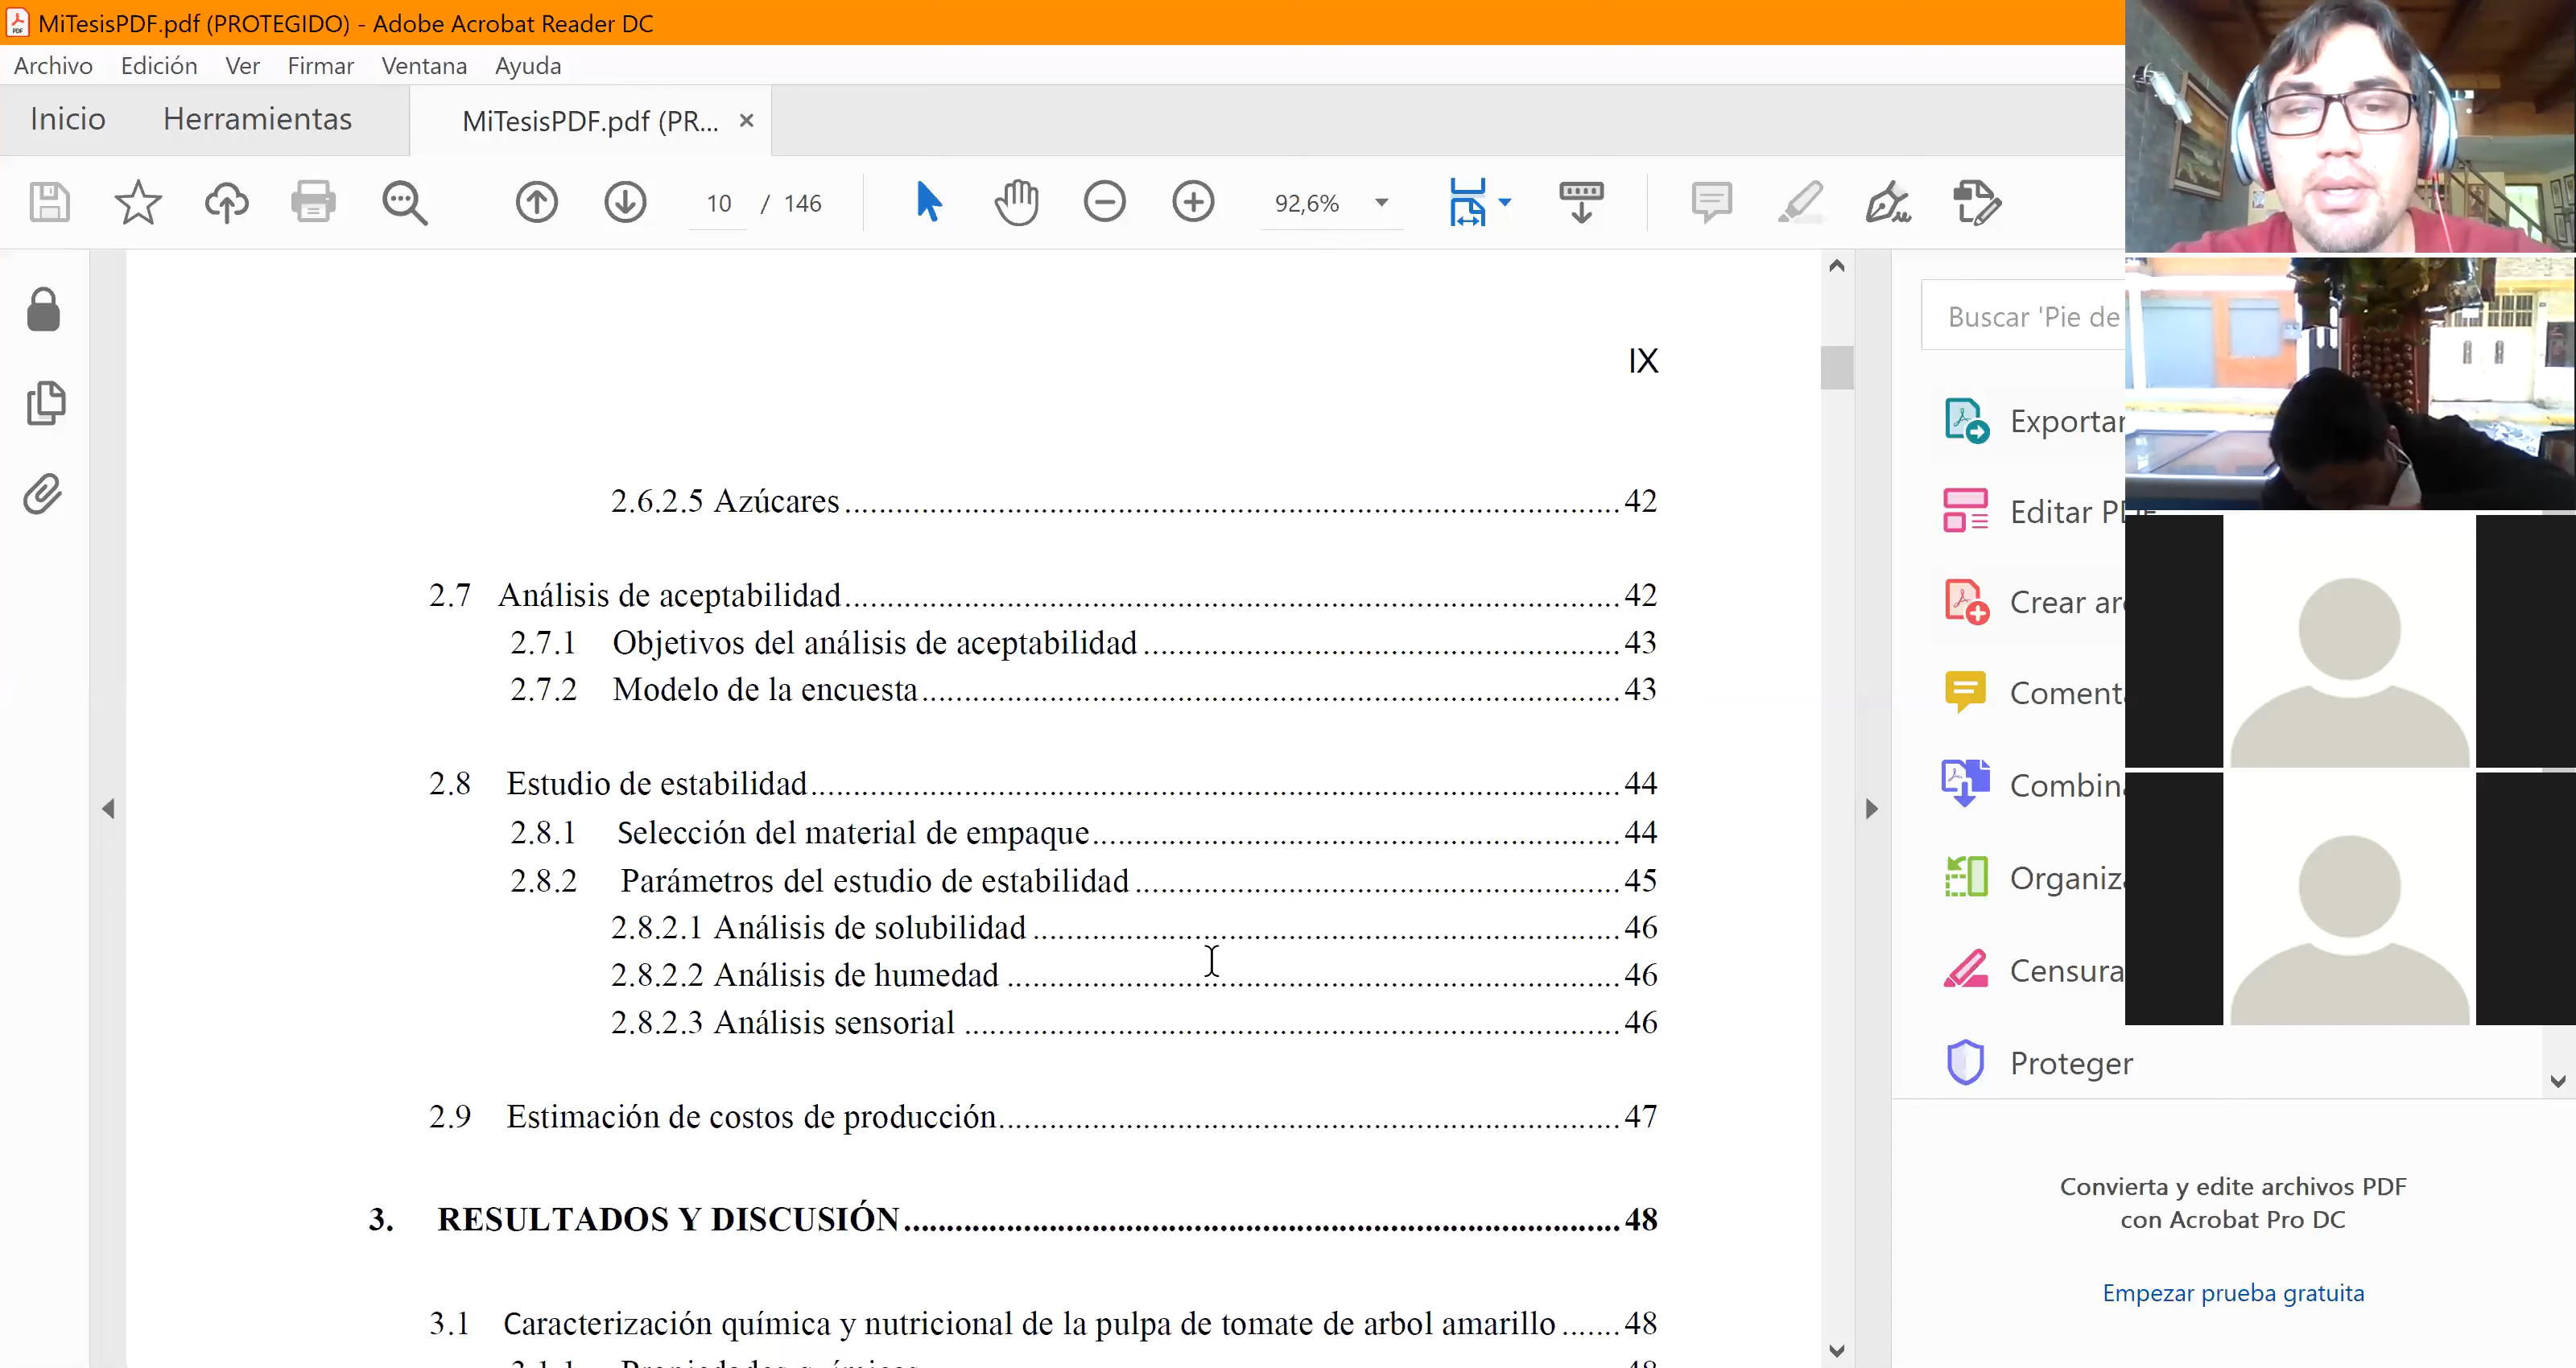 MiTesisPDF.pdf (PROTEGIDO) - Adobe Acrobat Reader DC
Archivo Edición Ver Firmar Ventana Ayuda
Inicio Herramientas MiTesisPDF.pdf (PR... ×
10 / 146 92,6%
IX
2.6.2.5 Azúcares 42
2.7 Análisis de aceptabilidad 42
2.7.1 Objetivos del análisis de aceptabilidad 43
2.7.2 Modelo de la encuesta 43
2.8 Estudio de estabilidad 44
2.8.1 Selección del material de empaque 44
2.8.2 Parámetros del estudio de estabilidad 45
2.8.2.1 Análisis de solubilidad 46
2.8.2.2 Análisis de humedad 46
2.8.2.3 Análisis sensorial 46
2.9 Estimación de costos de producción 47
3. RESULTADOS Y DISCUSIÓN 48
3.1 Caracterización química y nutricional de la pulpa de tomate de arbol amarillo 48
Buscar 'Pie de
Exportar
Editar PDF
Crear
Proteger
Convierta y edite archivos PDF
con Acrobat Pro DC
Empezar prueba gratuita